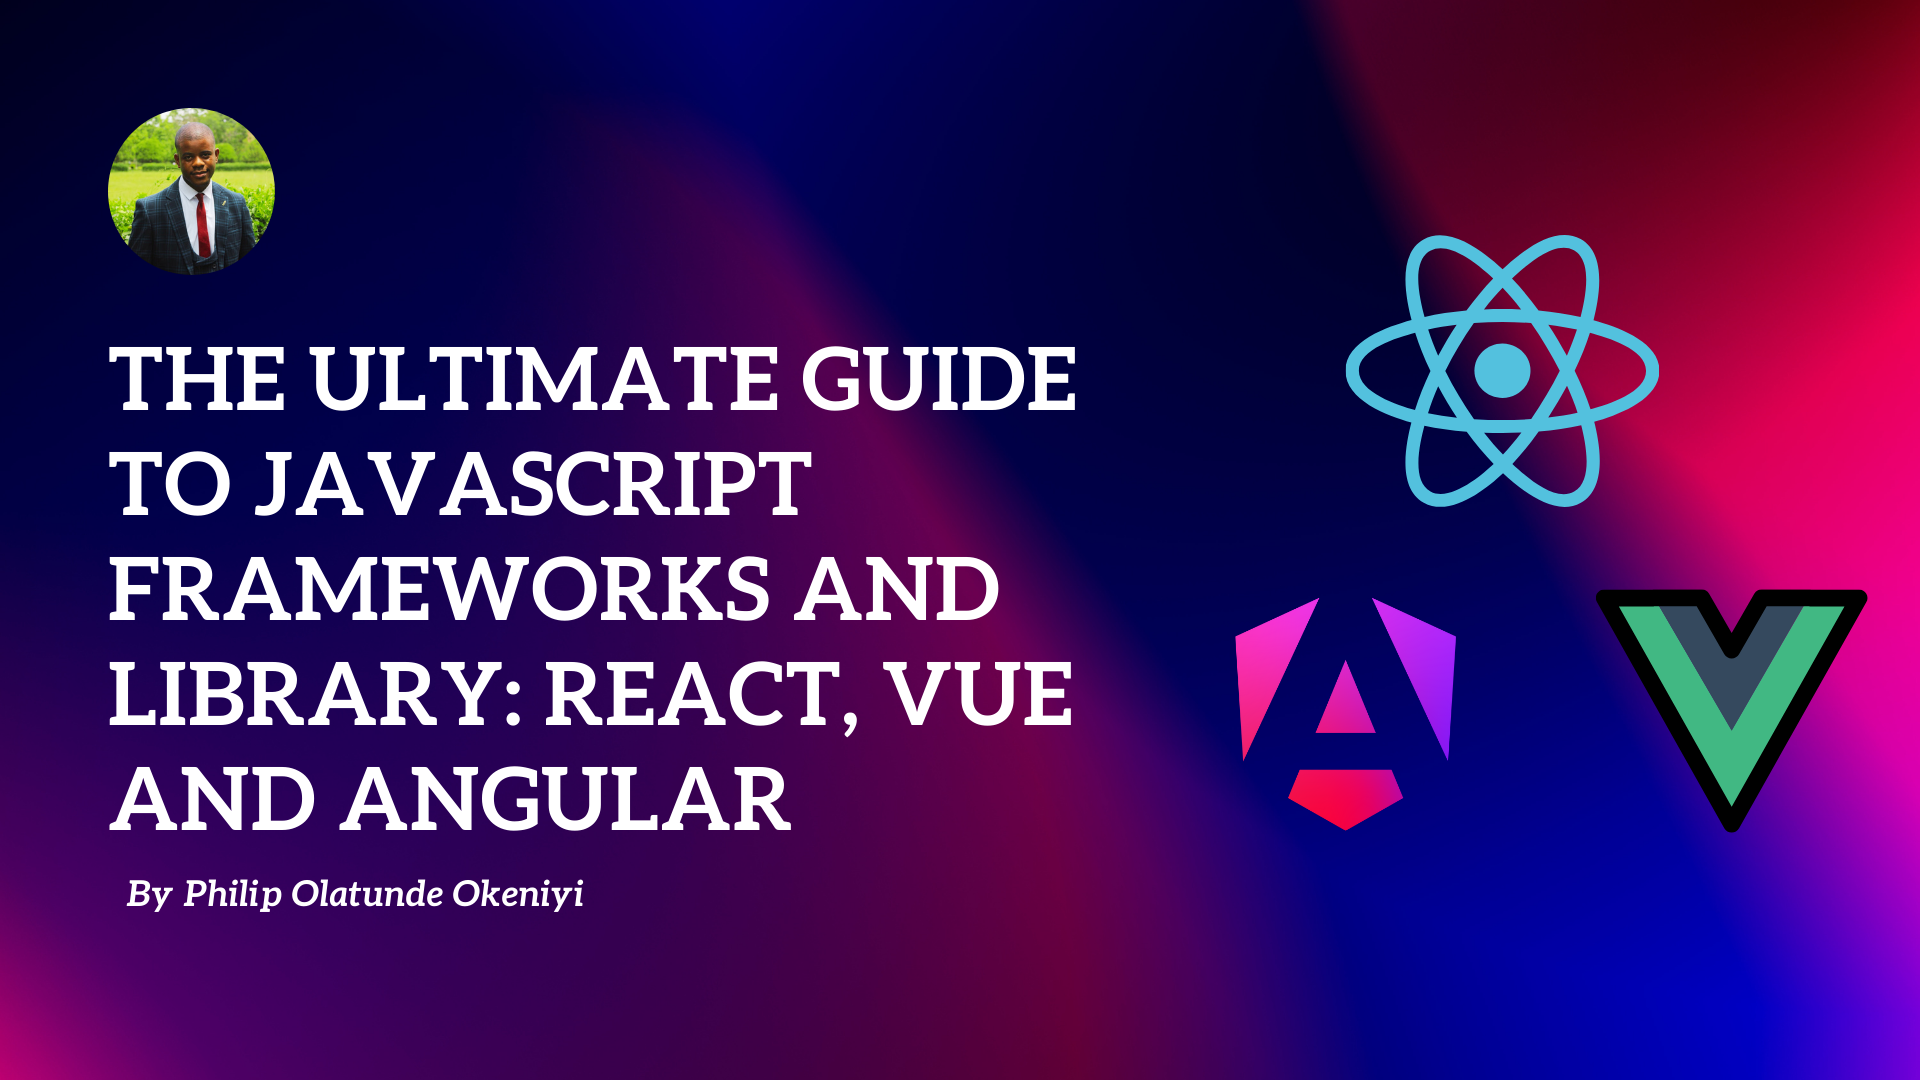 THE ULTIMATE GUIDE
TO JAVASCRIPT
FRAMEWORKS AND
LIBRARY: REACT, VUE
AND ANGULAR
By Philip Olatunde Okeniyi